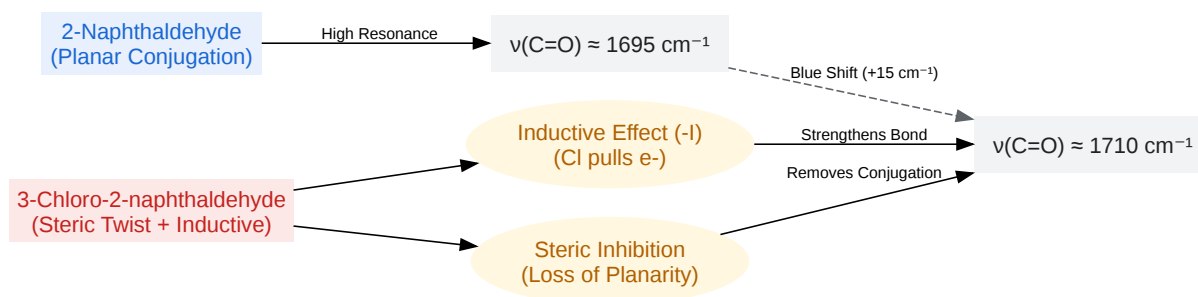 2-Naphthaldehyde
(Planar Conjugation)
High Resonance
ν(C=O) ≈ 1695 cm⁻¹
Blue Shift (+15 cm⁻¹)
Inductive Effect (-I)
(Cl pulls e-)
Strengthens Bond
ν(C=O) ≈ 1710 cm⁻¹
Removes Conjugation
3-Chloro-2-naphthaldehyde
(Steric Twist + Inductive)
Steric Inhibition
(Loss of Planarity)